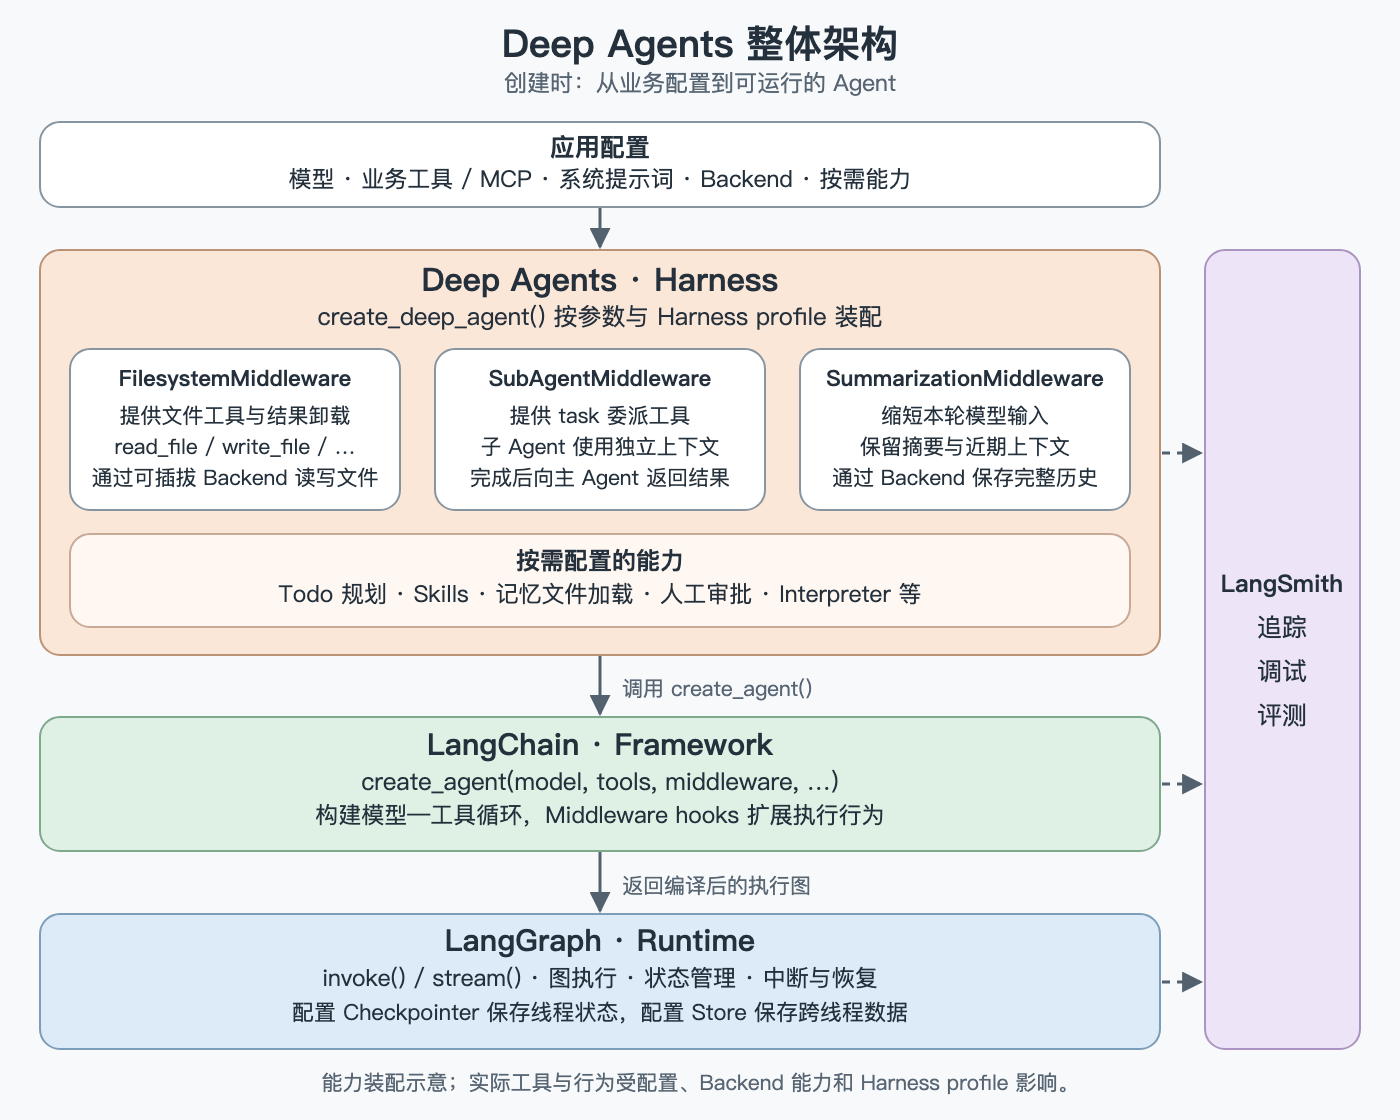 Deep Agents 整体架构
创建时：从业务配置到可运行的 Agent
应用配置
模型 · 业务工具 / MCP · 系统提示词 · Backend · 按需能力
Deep Agents · Harness
create_deep_agent() 按参数与 Harness profile 装配
FilesystemMiddleware
提供文件工具与结果卸载
read_file / write_file / …
通过可插拔 Backend 读写文件
SubAgentMiddleware
提供 task 委派工具
子 Agent 使用独立上下文
完成后向主 Agent 返回结果
SummarizationMiddleware
缩短本轮模型输入
保留摘要与近期上下文
通过 Backend 保存完整历史
按需配置的能力
Todo 规划 · Skills · 记忆文件加载 · 人工审批 · Interpreter 等
调用 create_agent()
LangChain · Framework
create_agent(model, tools, middleware, …)
构建模型—工具循环，Middleware hooks 扩展执行行为
返回编译后的执行图
LangGraph · Runtime
invoke() / stream() · 图执行 · 状态管理 · 中断与恢复
配置 Checkpointer 保存线程状态，配置 Store 保存跨线程数据
LangSmith
追踪
调试
评测
能力装配示意；实际工具与行为受配置、Backend 能力和 Harness profile 影响。